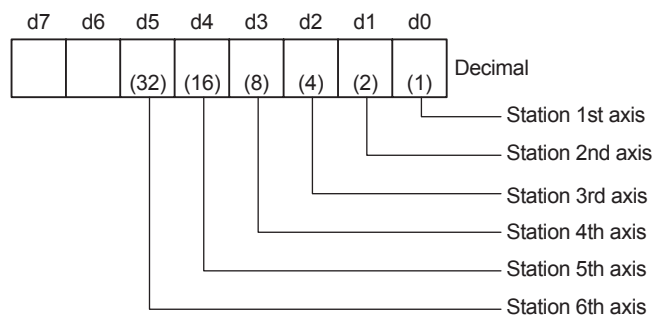 d7 d6 d5 d4 d3 d2 d1 d0
(32) (16) (8) (4) (2) (1) Decimal
Station 1st axis
Station 2nd axis
Station 3rd axis
Station 4th axis
Station 5th axis
Station 6th axis